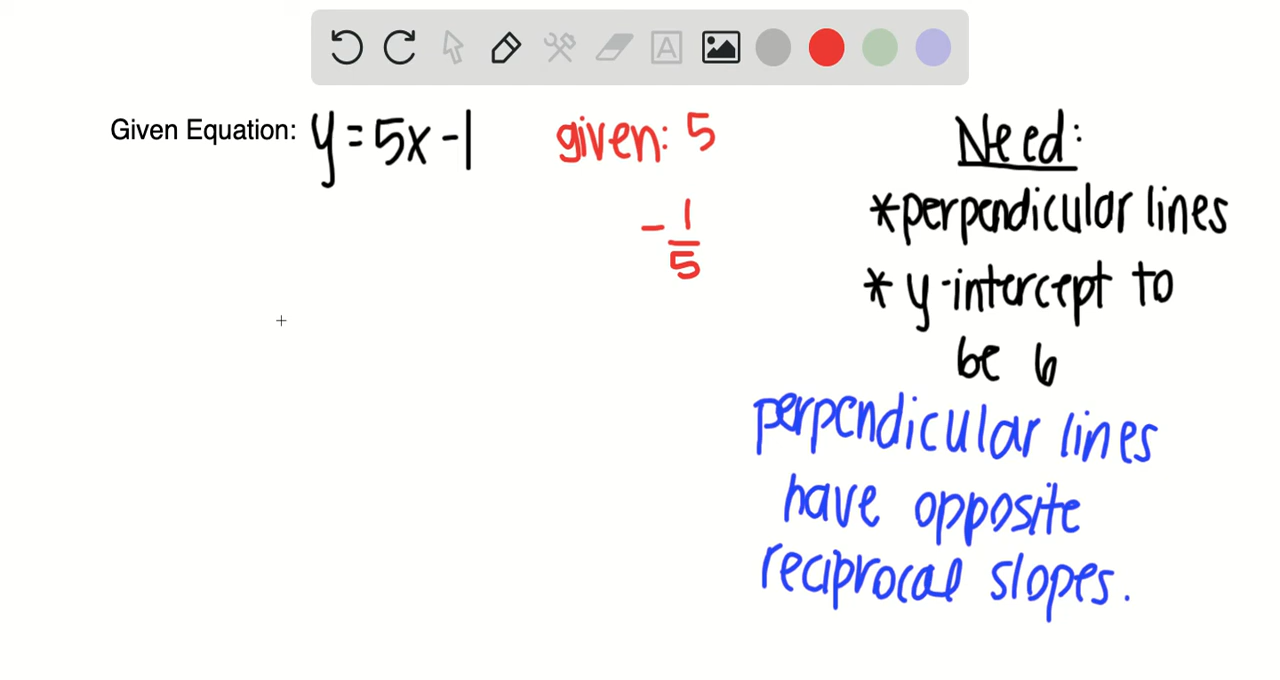 Given Equation: y = 5x - 1
given: 5
- 1/5
Need:
* perpendicular lines
* y-intercept to
be 6
perpendicular lines
have opposite
reciprocal slopes.